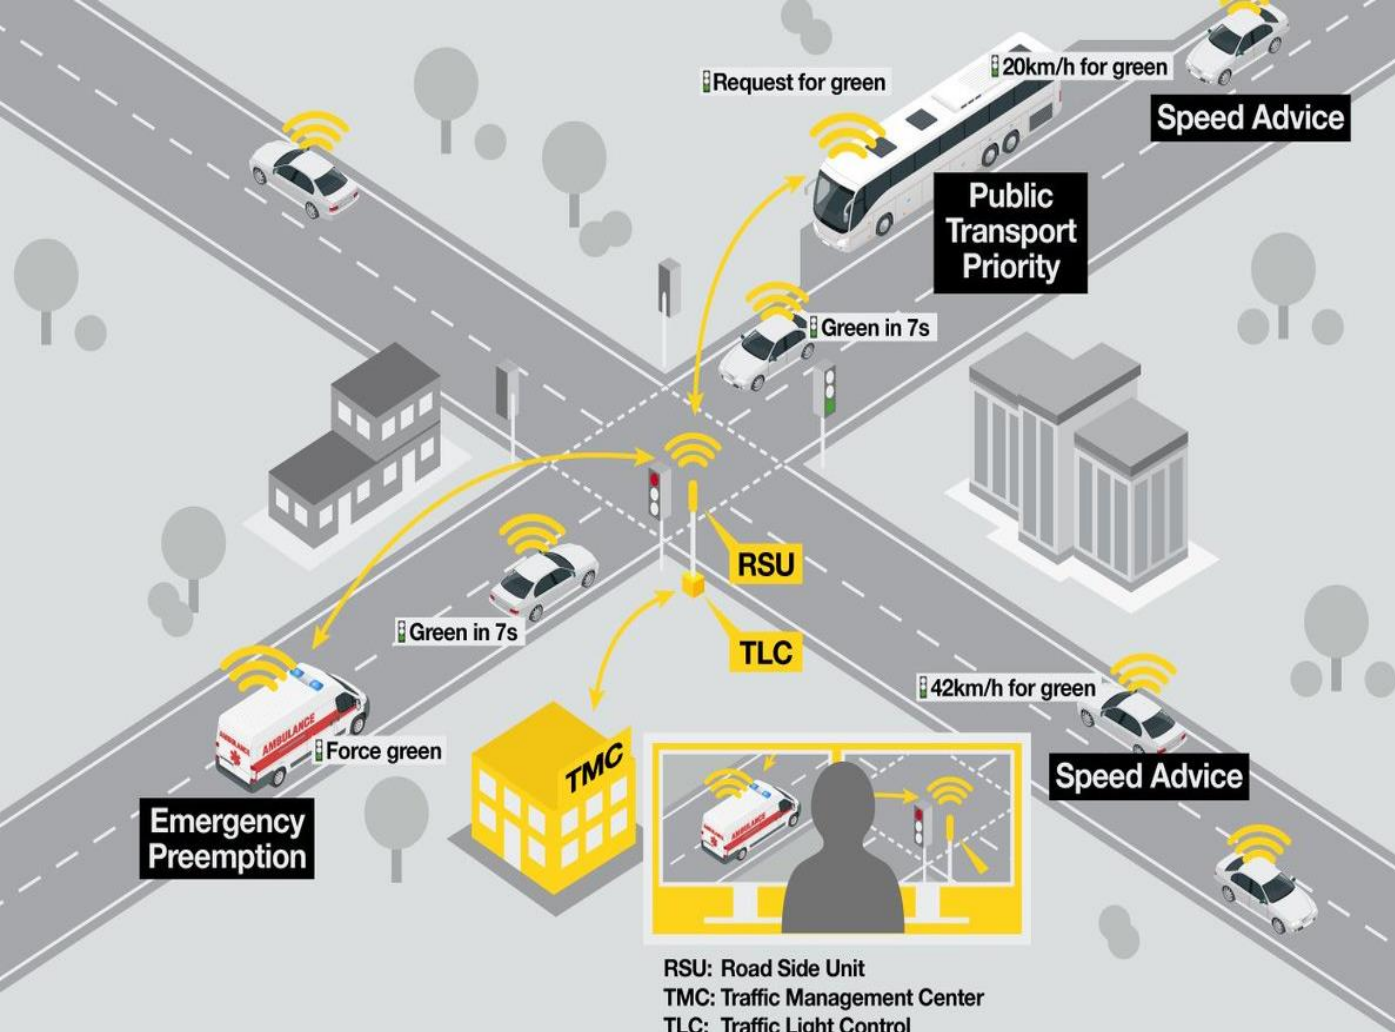 20km/h for green
Request for green
Speed Advice
Public
Transport
Priority
Green in 7s
RSU
Green in 7s
TLC
42km/h for green
AMBULANCE
AMBULANCE
Force green
TMC
Speed Advice
Emergency
Preemption
AMBULANCE
RSU: Road Side Unit
TMC: Traffic Management Center
TLC: Traffic Light Control